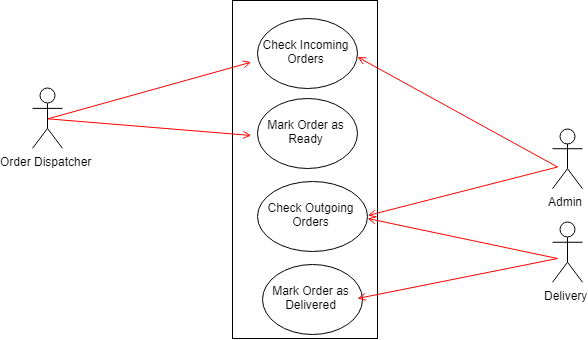 Check Incoming
Orders
Mark Order as
Ready
Order Dispatcher
Check Outgoing
Orders
Admin
Mark Order as
Delivered
Delivery